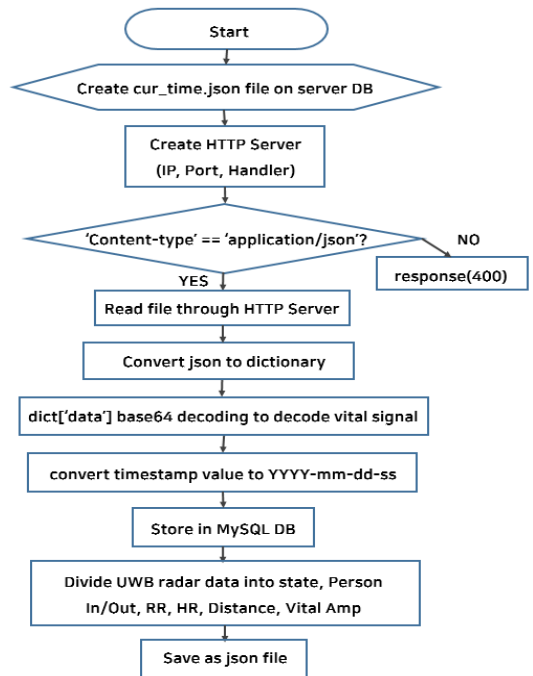 Start
Create cur_time.json file on server DB
Create HTTP Server
(IP, Port, Handler)
‘Content-type’ == ‘application/json’?
NO
response(400)
YES
Read file through HTTP Server
Convert json to dictionary
dict[‘data’] base64 decoding to decode vital signal
convert timestamp value to YYYY-mm-dd-ss
Store in MySQL DB
Divide UWB radar data into state, Person
In/Out, RR, HR, Distance, Vital Amp
Save as json file